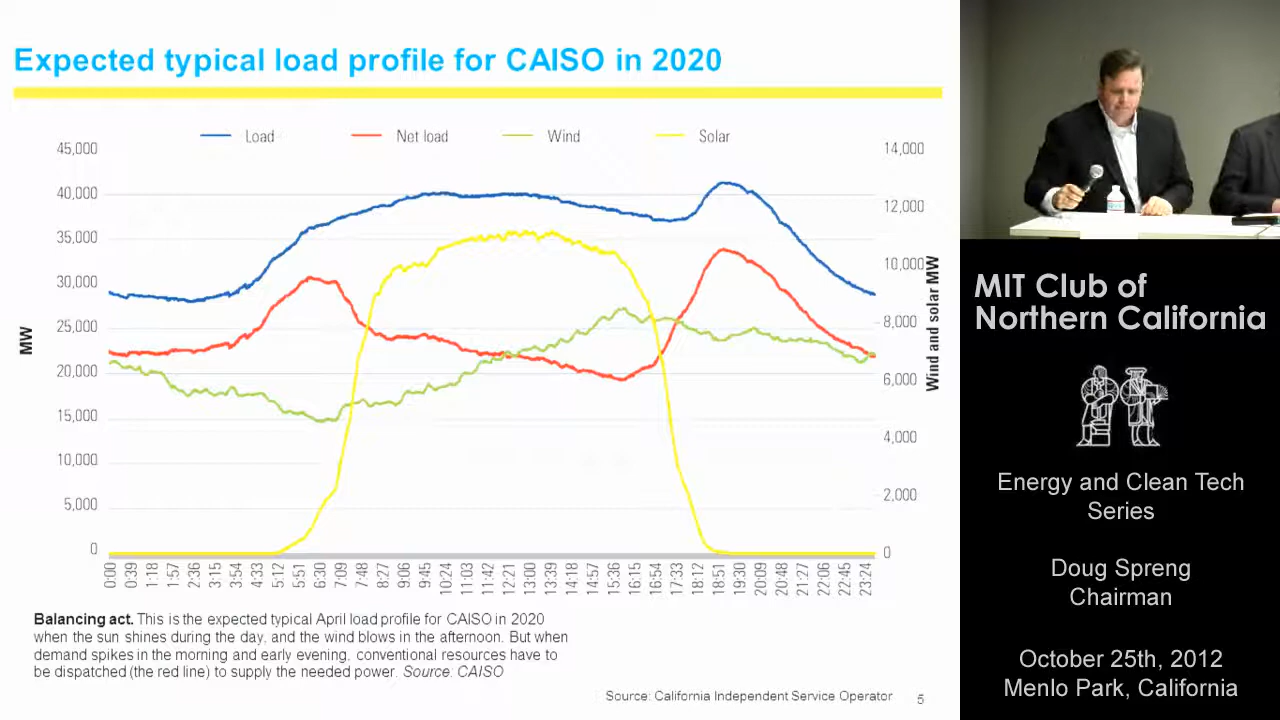 Expected typical load profile for CAISO in 2020
Load Net load Wind Solar
45,000
40,000
35,000
30,000
25,000
20,000
15,000
10,000
5,000
0
MW
14,000
12,000
10,000
8,000
6,000
4,000
2,000
0
Wind and solar MW
0:00 0:39 1:18 1:57 2:36 3:15 3:54 4:33 5:12 5:51 6:30 7:09 7:48 8:27 9:06 9:45 10:24 11:03 11:42 12:21 13:00 13:39 14:18 14:57 15:36 16:15 16:54 17:33 18:12 18:51 19:30 20:09 20:48 21:27 22:06 22:45 23:24
Balancing act. This is the expected typical April load profile for CAISO in 2020
when the sun shines during the day, and the wind blows in the afternoon. But when
demand spikes in the morning and early evening, conventional resources have to
be dispatched (the red line) to supply the needed power. Source: CAISO
Source: California Independent Service Operator 5
MIT Club of
Northern California
Energy and Clean Tech
Series
Doug Spreng
Chairman
October 25th, 2012
Menlo Park, California